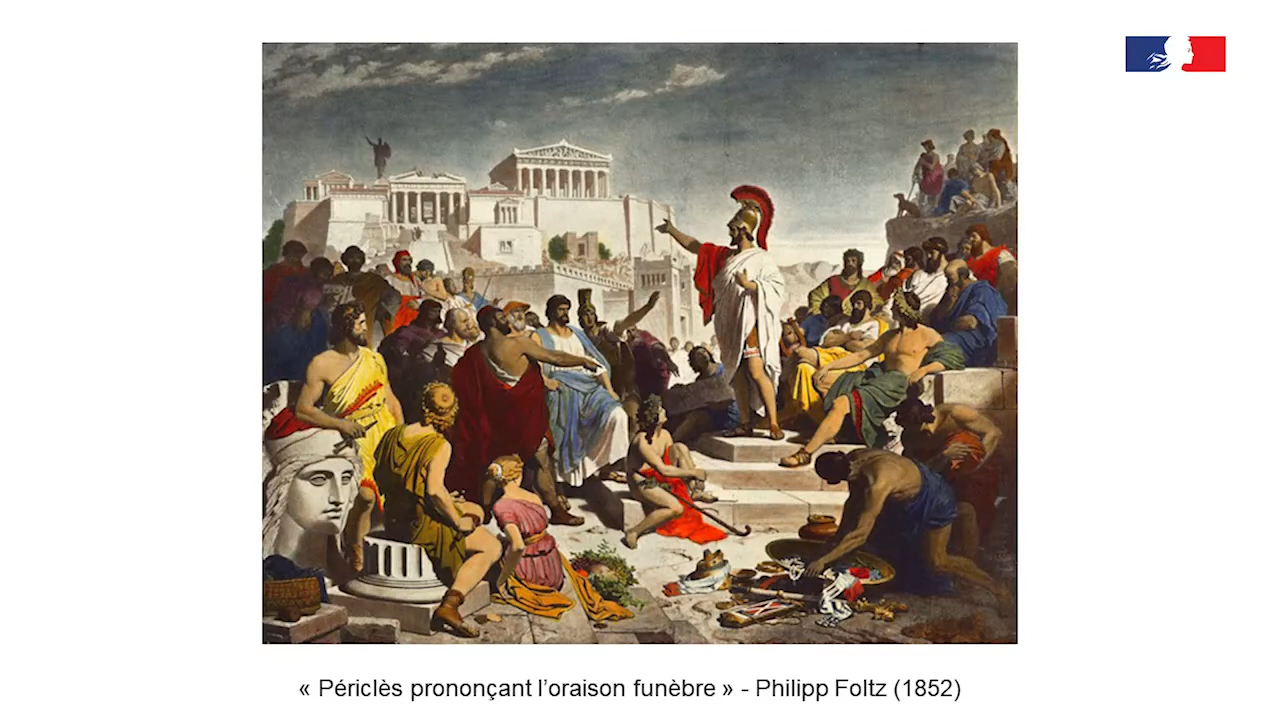 « Périclès prononçant l’oraison funèbre » - Philipp Foltz (1852)